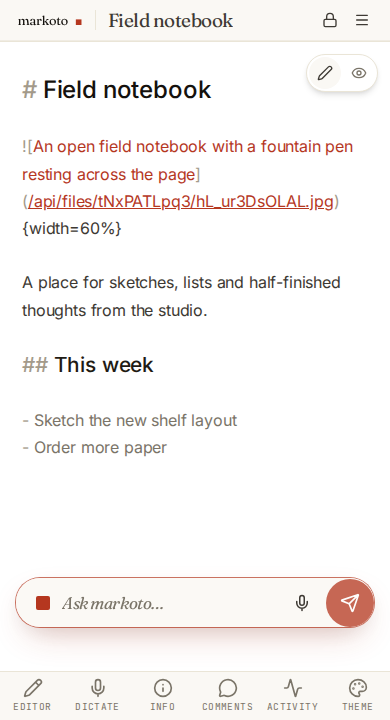 markoto
Field notebook
# Field notebook
![An open field notebook with a fountain pen
resting across the page]
(/api/files/tNxPATLpq3/hL_ur3DsOLAL.jpg)
{width=60%}
A place for sketches, lists and half-finished
thoughts from the studio.
## This week
- Sketch the new shelf layout
- Order more paper
Ask markoto...
EDITOR
DICTATE
INFO
COMMENTS
ACTIVITY
THEME